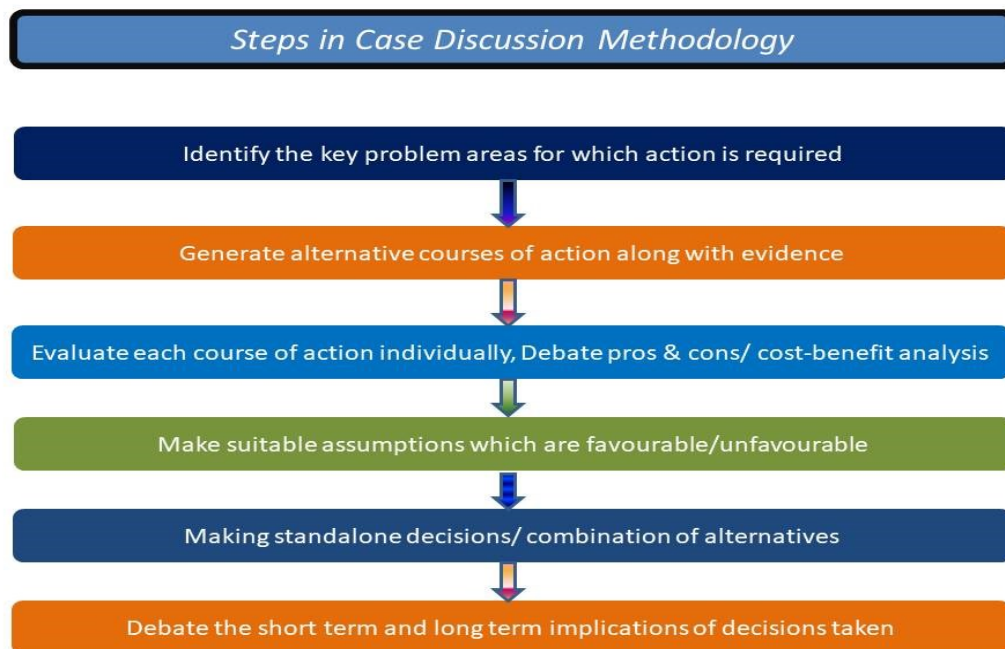 Steps in Case Discussion Methodology
Identify the key problem areas for which action is required
Generate alternative courses of action along with evidence
Evaluate each course of action individually, Debate pros & cons/ cost-benefit analysis
Make suitable assumptions which are favourable/unfavourable
Making standalone decisions/ combination of alternatives
Debate the short term and long term implications of decisions taken